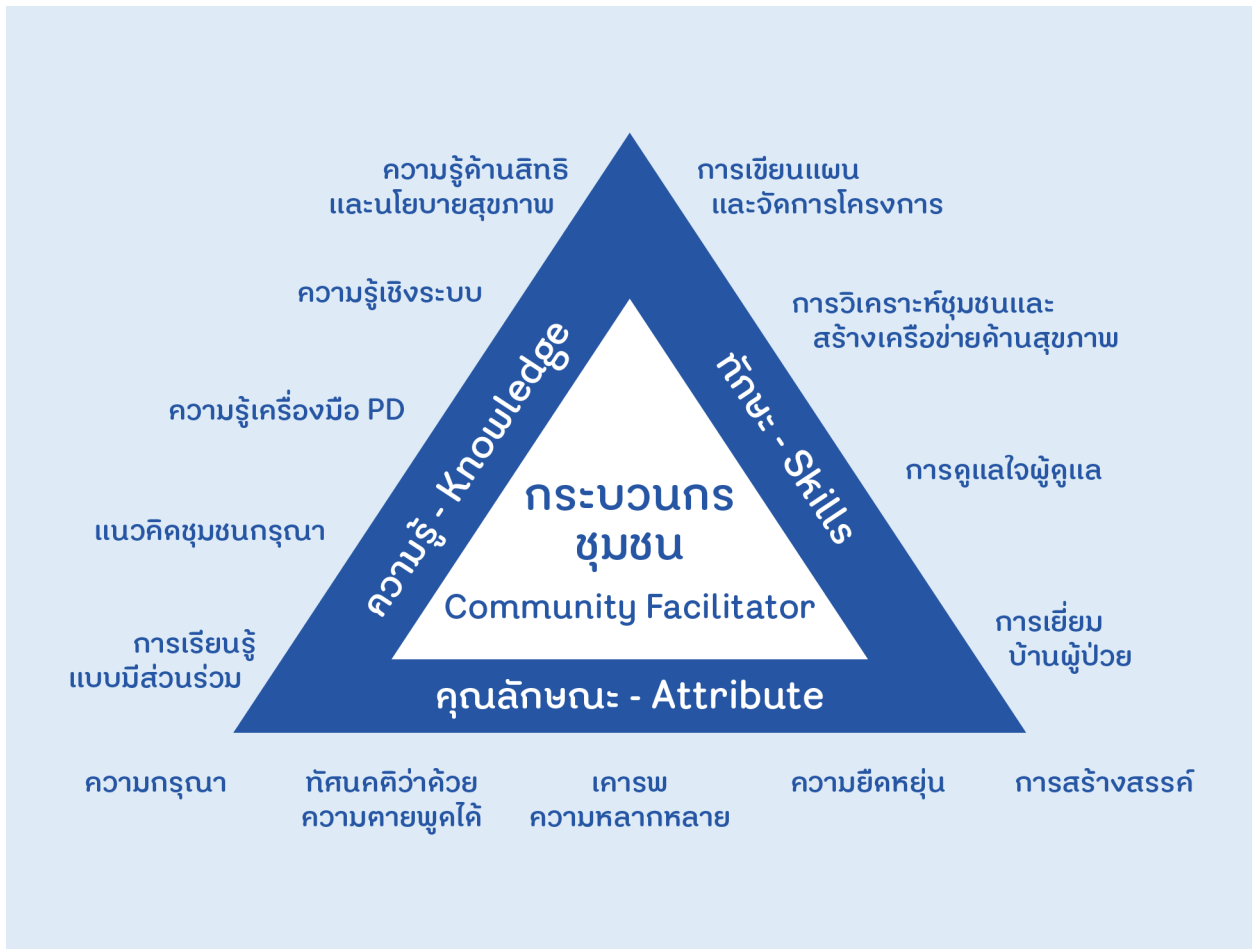 ความรู้ด้านสิทธิ
และนโยบายสุขภาพ
ความรู้เชิงระบบ
ความรู้เครื่องมือ PD
แนวคิดชุมชนกรุณา
การเรียนรู้
แบบมีส่วนร่วม
ความรู้ - Knowledge
การเขียนแผน
และจัดการโครงการ
การวิเคราะห์ชุมชนและ
สร้างเครือข่ายด้านสุขภาพ
การดูแลใจผู้ดูแล
การเยี่ยม
บ้านผู้ป่วย
ทักษะ - Skills
กระบวนกร
ชุมชน
Community Facilitator
คุณลักษณะ - Attribute
ความกรุณา
ทัศนคติว่าด้วย
ความตายพูดได้
เคารพ
ความหลากหลาย
ความยืดหยุ่น
การสร้างสรรค์